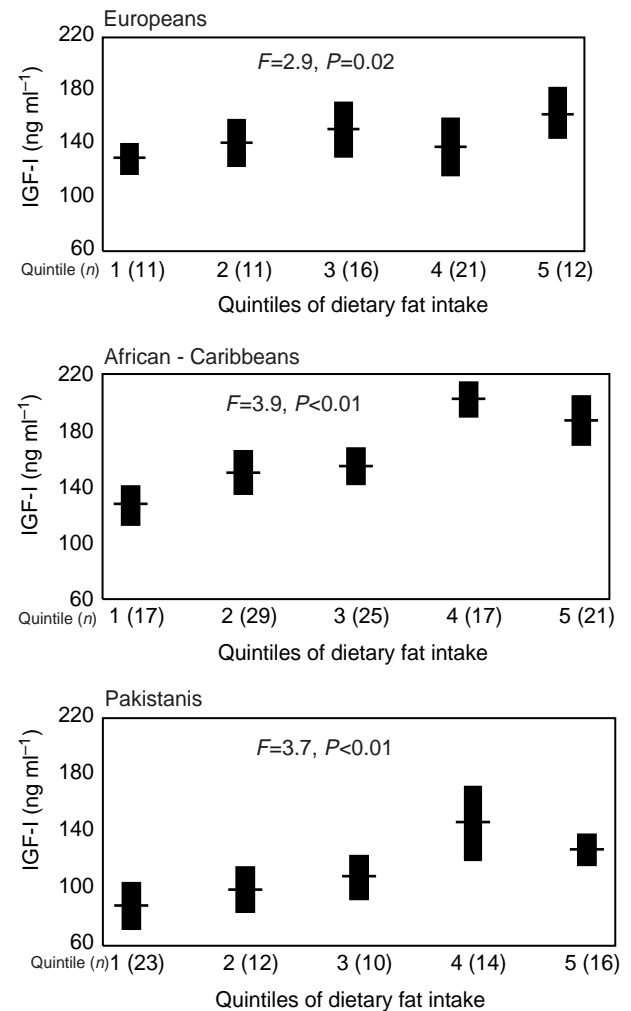 Europeans
220
F=2.9, P=0.02
180
140
100
60
IGF-I (ng ml⁻¹)
Quintile (n) 1 (11) 2 (11) 3 (16) 4 (21) 5 (12)
Quintiles of dietary fat intake
African - Caribbeans
220
F=3.9, P<0.01
180
140
100
60
IGF-I (ng ml⁻¹)
Quintile (n) 1 (17) 2 (29) 3 (25) 4 (17) 5 (21)
Quintiles of dietary fat intake
Pakistanis
220
F=3.7, P<0.01
180
140
100
60
IGF-I (ng ml⁻¹)
Quintile (n) 1 (23) 2 (12) 3 (10) 4 (14) 5 (16)
Quintiles of dietary fat intake